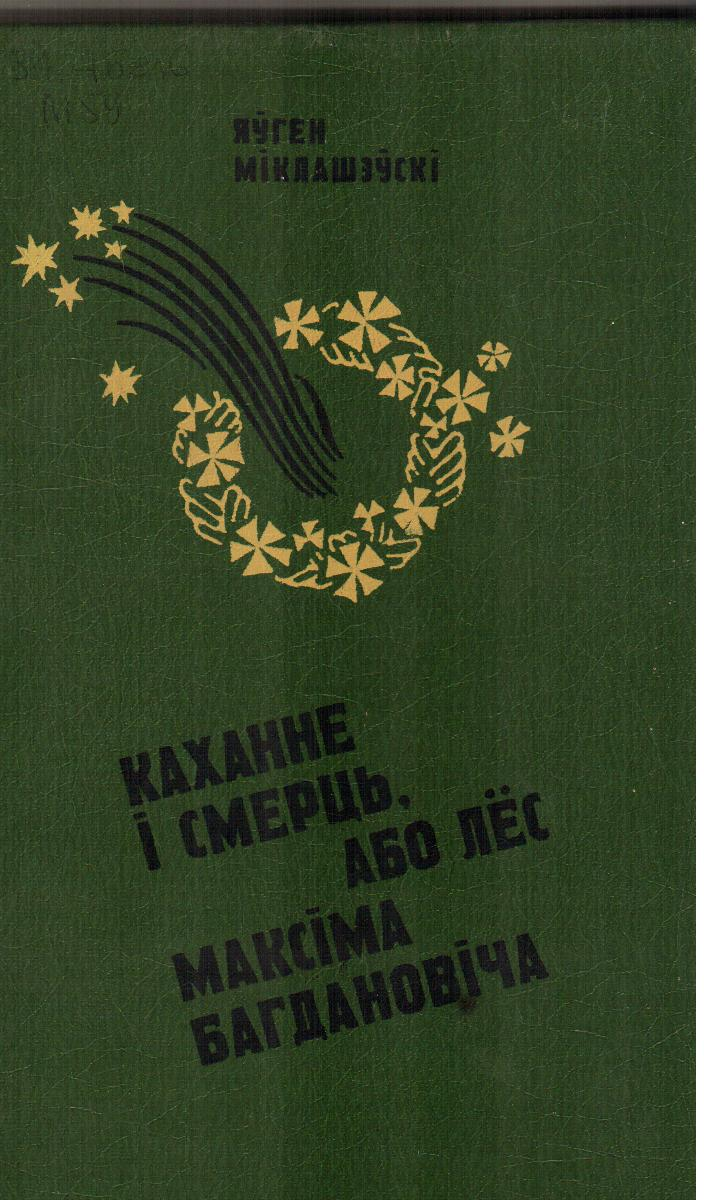 ЯЎГЕН
МІКЛАШЭЎСКІ
КАХАННЕ
І СМЕРЦЬ,
АБО ЛЁС
МАКСІМА
БАГДАНОВІЧА